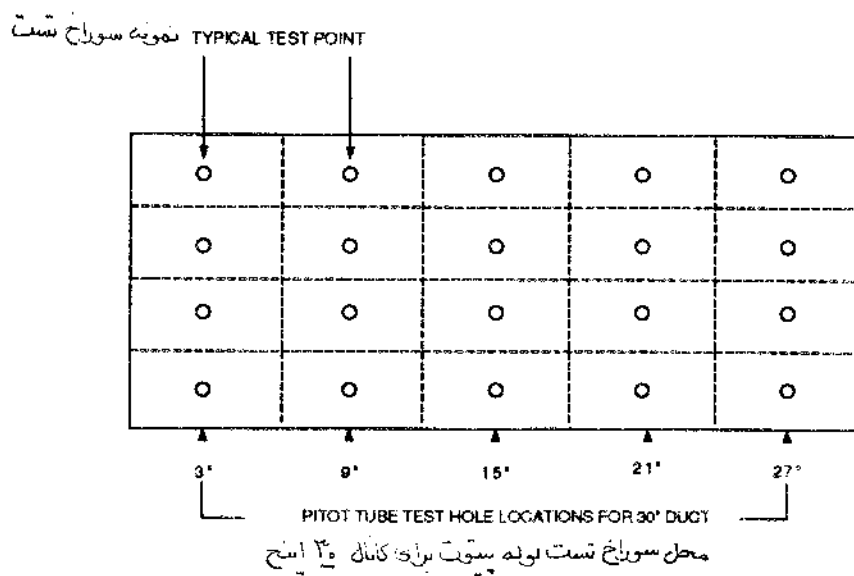 نمونه سوراخ تست TYPICAL TEST POINT
3" 9" 15" 21" 27"
PITOT TUBE TEST HOLE LOCATIONS FOR 30" DUCT
محل سوراخ تست لوله پیتوت برای کانال ۳۰ اینچ